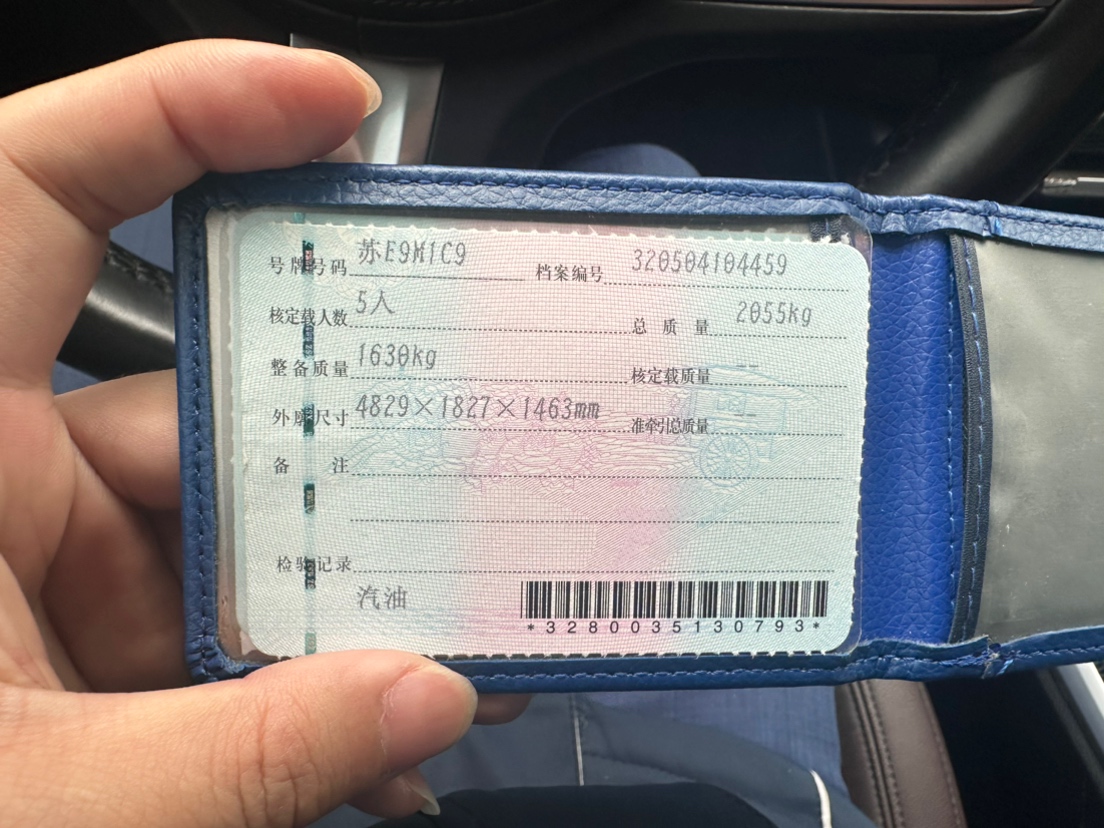 号牌号码 苏E9M1C9 档案编号 320504104459
核定载人数 5人 总质量 2055kg
整备质量 1630kg 核定载质量 --
外廓尺寸 4829×1827×1463mm 准牵引总质量 --
备注
检验记录
汽油
*3280035130793*